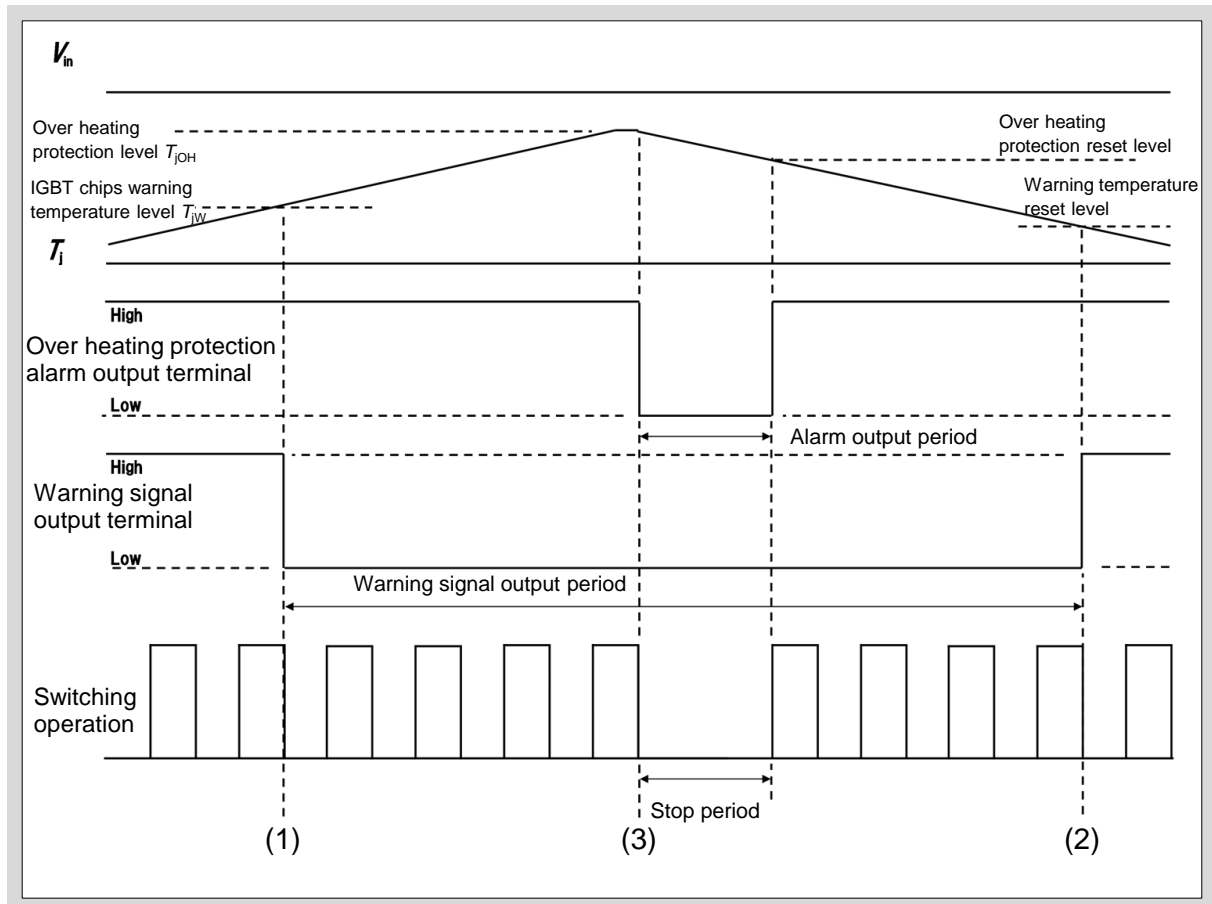 Vin
Over heating
protection level TjOH
Over heating
protection reset level
IGBT chips warning
temperature level TjW
Warning temperature
reset level
Tj
High
Over heating protection
alarm output terminal
Low
Alarm output period
High
Warning signal
output terminal
Low
Warning signal output period
Switching
operation
Stop period
(1)
(3)
(2)